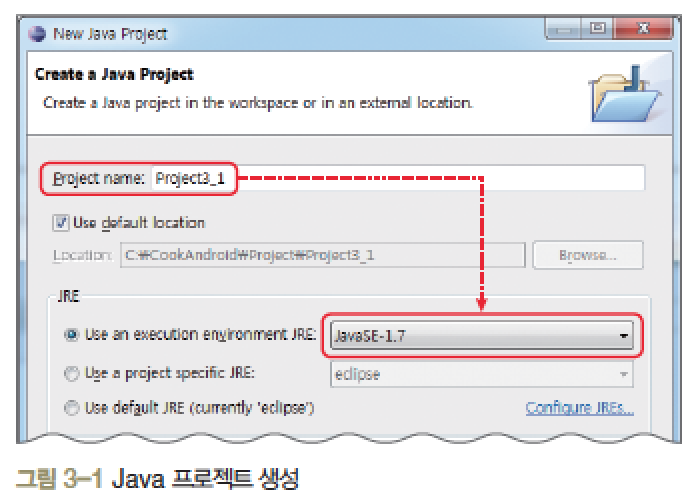 New Java Project
Create a Java Project
Create a Java project in the workspace or in an external location.
Project name: Project3_1
Use default location
Location: C:₩CookAndroid₩Project₩Project3_1 Browse...
JRE
Use an execution environment JRE: JavaSE-1.7
Use a project specific JRE: eclipse
Use default JRE (currently 'eclipse') Configure JREs...
그림 3-1 Java 프로젝트 생성